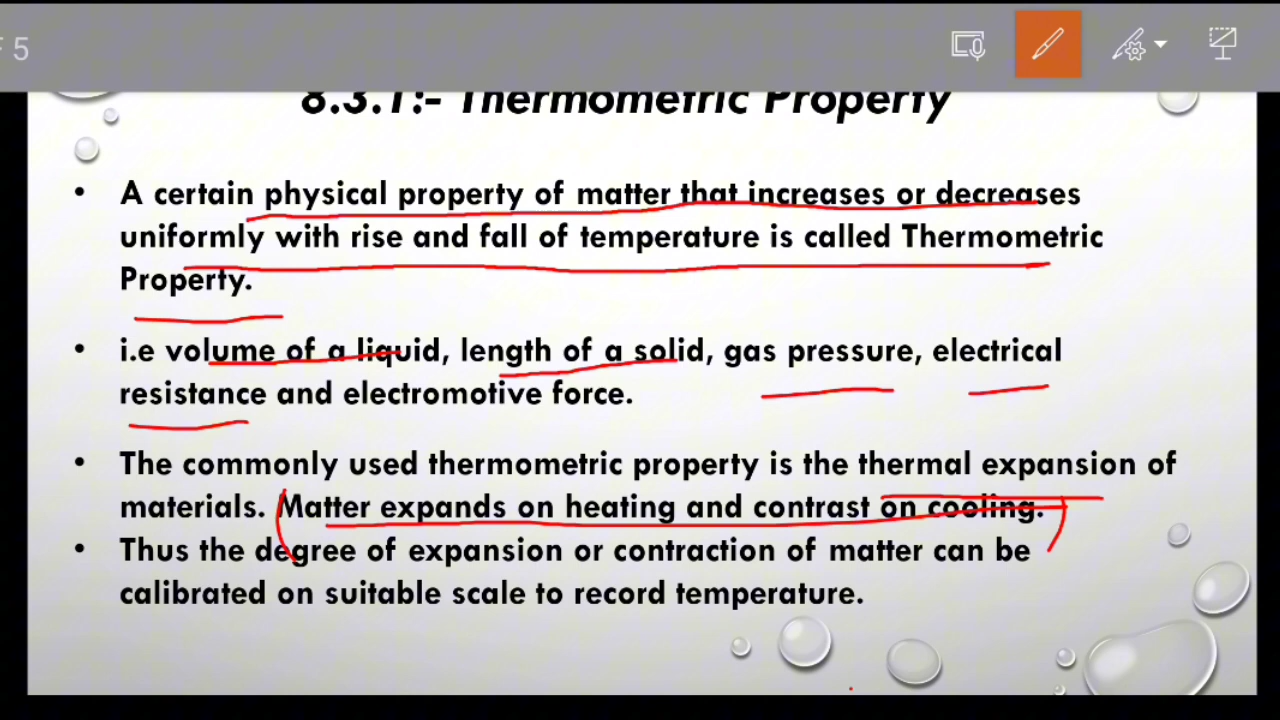 F 5
8.3.1:- Thermometric Property
• A certain physical property of matter that increases or decreases
uniformly with rise and fall of temperature is called Thermometric
Property.
• i.e volume of a liquid, length of a solid, gas pressure, electrical
resistance and electromotive force.
• The commonly used thermometric property is the thermal expansion of
materials. Matter expands on heating and contrast on cooling.
• Thus the degree of expansion or contraction of matter can be
calibrated on suitable scale to record temperature.